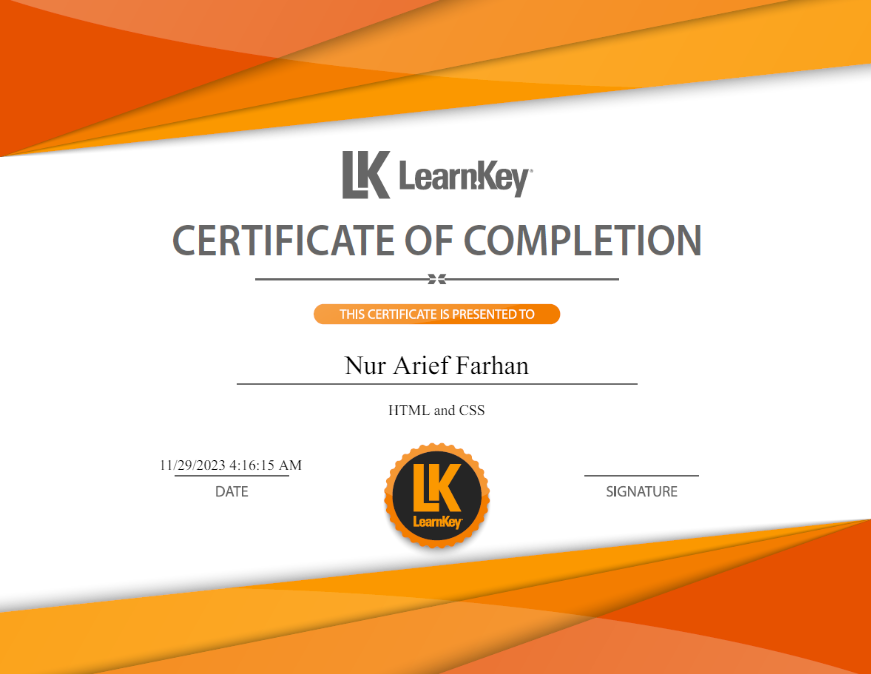 LK LearnKey
CERTIFICATE OF COMPLETION
THIS CERTIFICATE IS PRESENTED TO
Nur Arief Farhan
HTML and CSS
11/29/2023 4:16:15 AM
DATE
LK
LearnKey
SIGNATURE